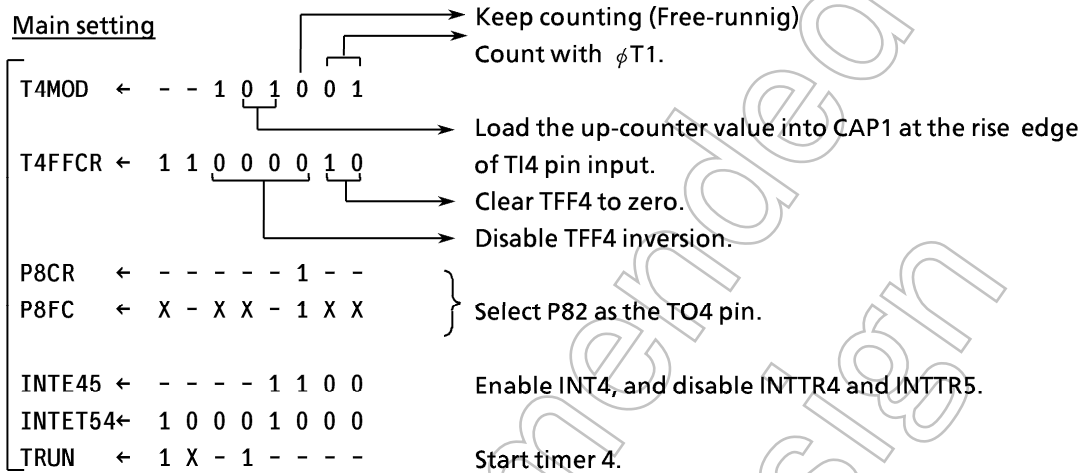 Main setting
Keep counting (Free-runnig)
Count with ϕT1.
T4MOD ← - - 1 0 1 0 0 1
Load the up-counter value into CAP1 at the rise edge
T4FFCR ← 1 1 0 0 0 0 1 0
of TI4 pin input.
Clear TFF4 to zero.
Disable TFF4 inversion.
P8CR ← - - - - - 1 - -
P8FC ← X - X X - 1 X X
Select P82 as the TO4 pin.
INTE45 ← - - - - 1 1 0 0 Enable INT4, and disable INTTR4 and INTTR5.
INTET54← 1 0 0 0 1 0 0 0
TRUN ← 1 X - 1 - - - - Start timer 4.